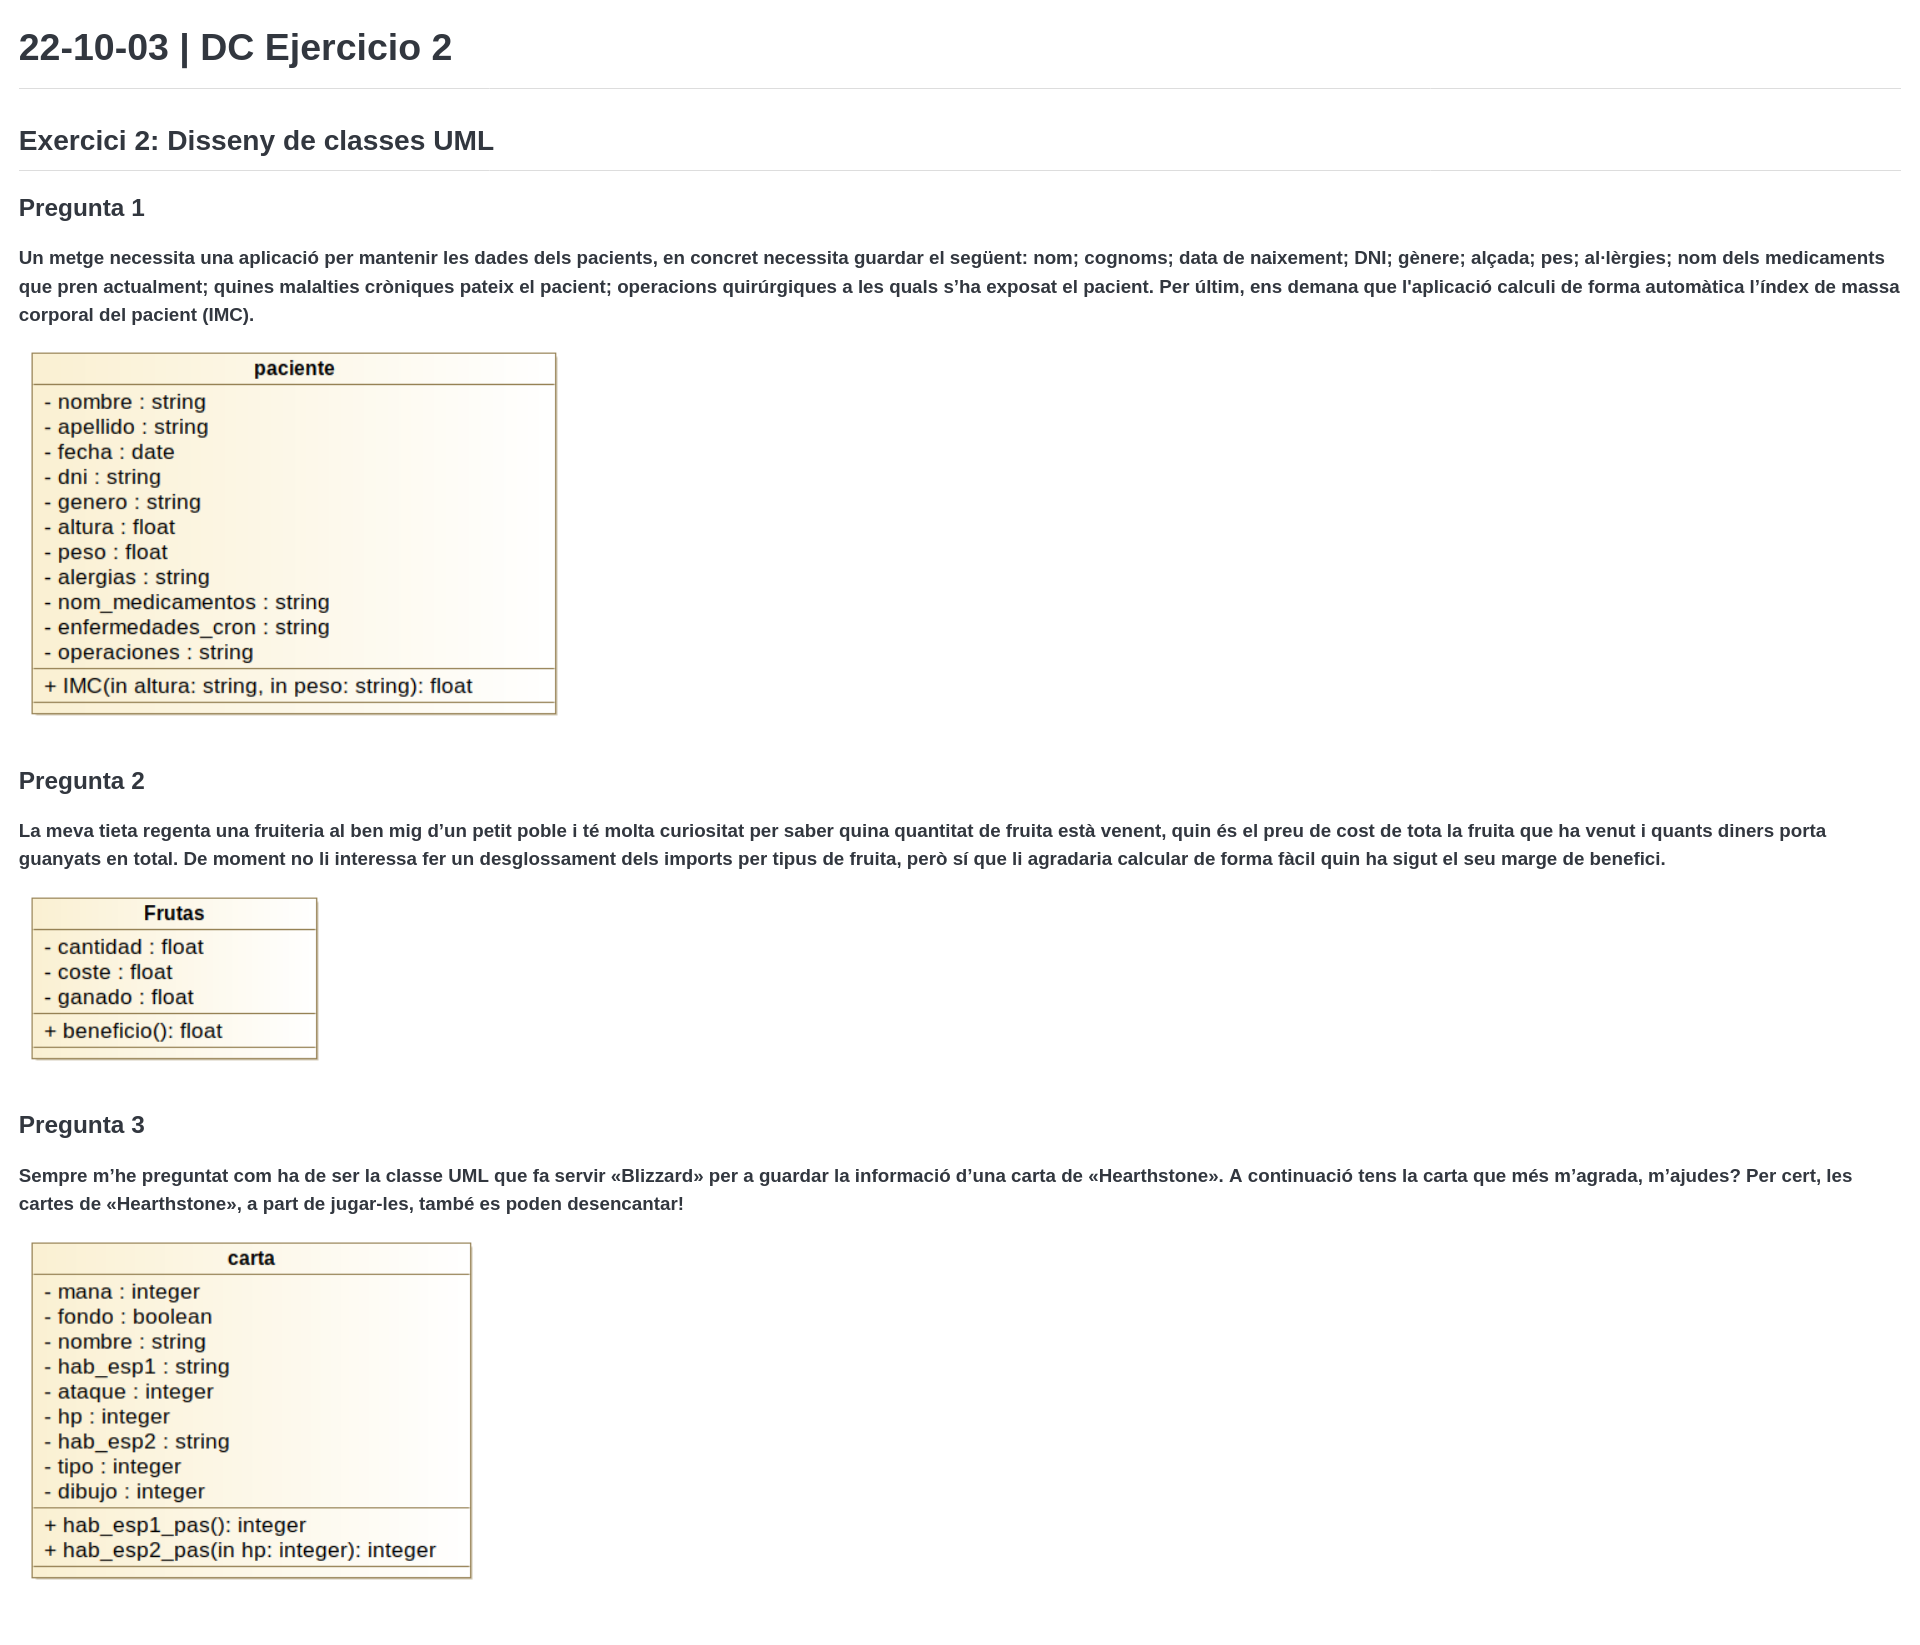 22-10-03 | DC Ejercicio 2
Exercici 2: Disseny de classes UML
Pregunta 1
Un metge necessita una aplicació per mantenir les dades dels pacients, en concret necessita guardar el següent: nom; cognoms; data de naixement; DNI; gènere; alçada; pes; al·lèrgies; nom dels medicaments
que pren actualment; quines malalties cròniques pateix el pacient; operacions quirúrgiques a les quals s’ha exposat el pacient. Per últim, ens demana que l'aplicació calculi de forma automàtica l’índex de massa
corporal del pacient (IMC).
paciente
- nombre : string
- apellido : string
- fecha : date
- dni : string
- genero : string
- altura : float
- peso : float
- alergias : string
- nom_medicamentos : string
- enfermedades_cron : string
- operaciones : string
+ IMC(in altura: string, in peso: string): float
Pregunta 2
La meva tieta regenta una fruiteria al ben mig d’un petit poble i té molta curiositat per saber quina quantitat de fruita està venent, quin és el preu de cost de tota la fruita que ha venut i quants diners porta
guanyats en total. De moment no li interessa fer un desglossament dels imports per tipus de fruita, però sí que li agradaria calcular de forma fàcil quin ha sigut el seu marge de benefici.
Frutas
- cantidad : float
- coste : float
- ganado : float
+ beneficio(): float
Pregunta 3
Sempre m’he preguntat com ha de ser la classe UML que fa servir «Blizzard» per a guardar la informació d’una carta de «Hearthstone». A continuació tens la carta que més m’agrada, m’ajudes? Per cert, les
cartes de «Hearthstone», a part de jugar-les, també es poden desencantar!
carta
- mana : integer
- fondo : boolean
- nombre : string
- hab_esp1 : string
- ataque : integer
- hp : integer
- hab_esp2 : string
- tipo : integer
- dibujo : integer
+ hab_esp1_pas(): integer
+ hab_esp2_pas(in hp: integer): integer